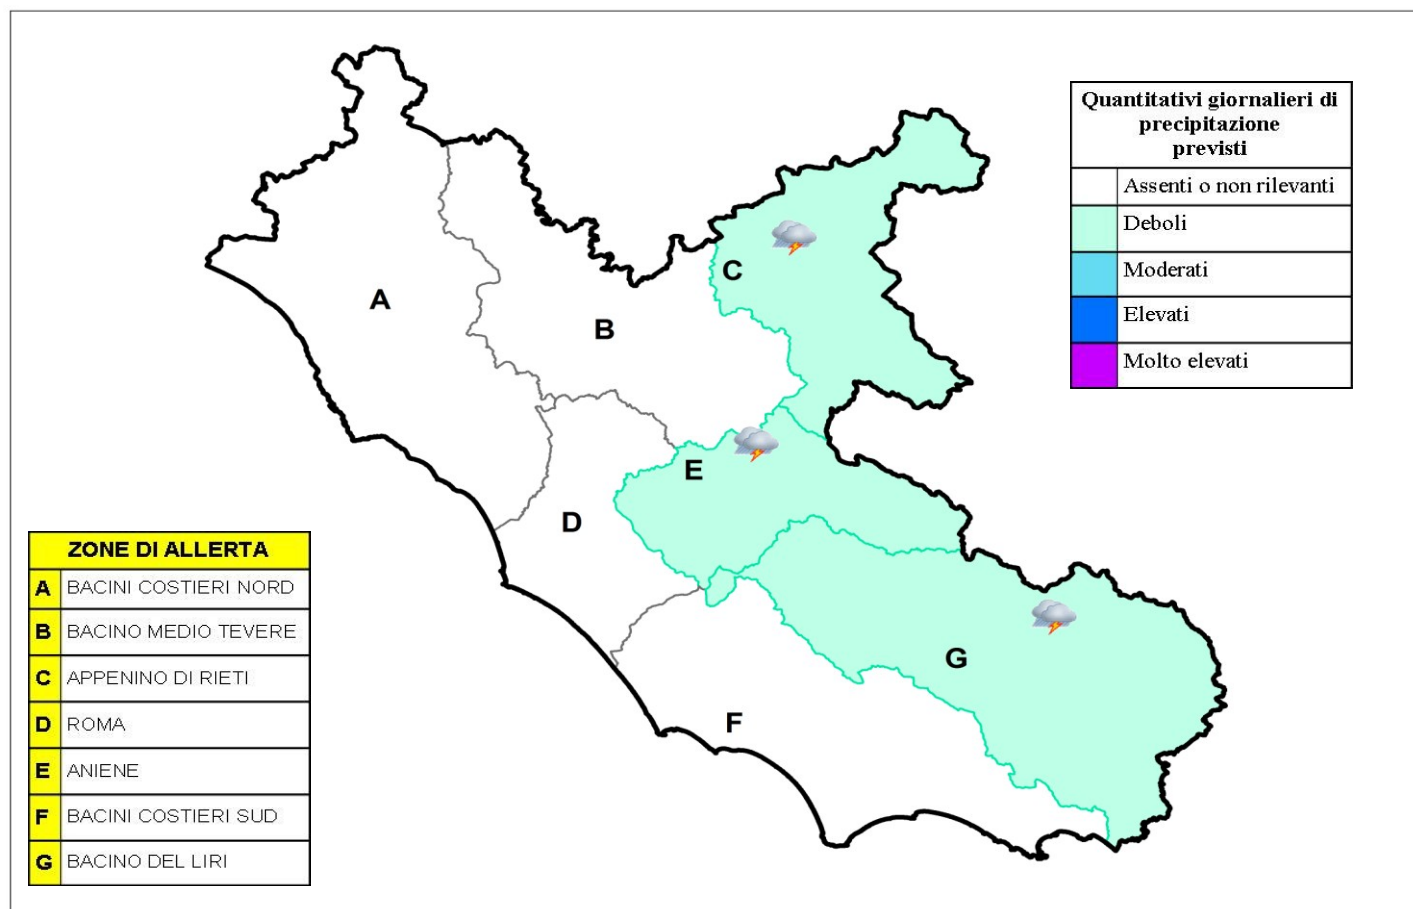 Quantitativi giornalieri di
precipitazione
previsti
Assenti o non rilevanti
Deboli
Moderati
Elevati
Molto elevati
A
B
C
D
E
F
G
ZONE DI ALLERTA
A BACINI COSTIERI NORD
B BACINO MEDIO TEVERE
C APPENINO DI RIETI
D ROMA
E ANIENE
F BACINI COSTIERI SUD
G BACINO DEL LIRI